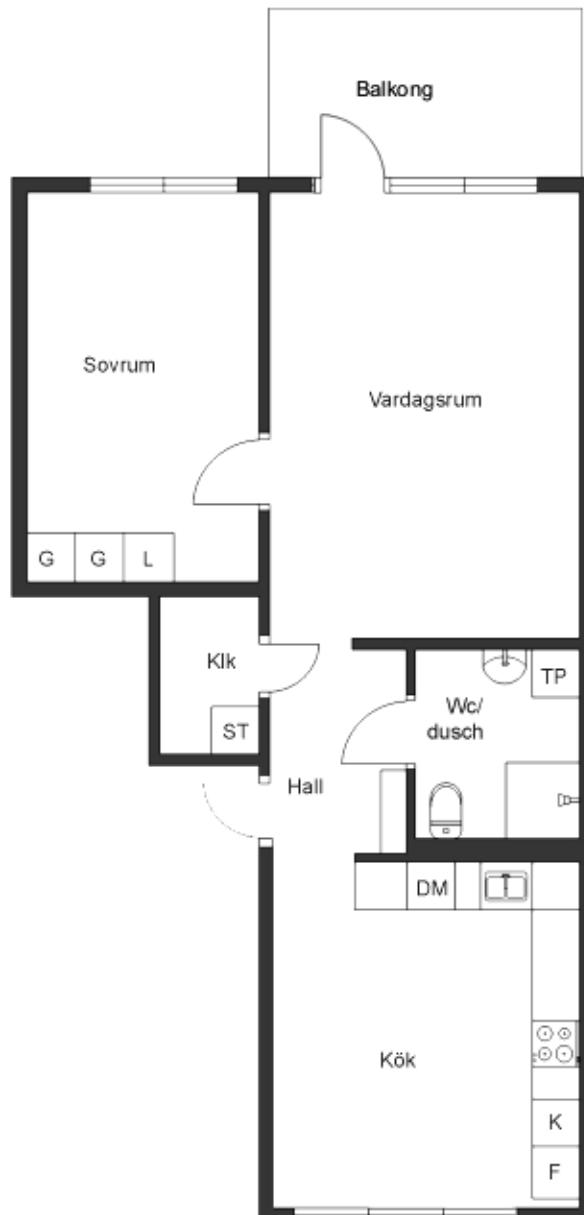 Balkong
Sovrum
Vardagsrum
G G L
Klk
ST
TP
Wc/
dusch
Hall
DM
Kök
K
F